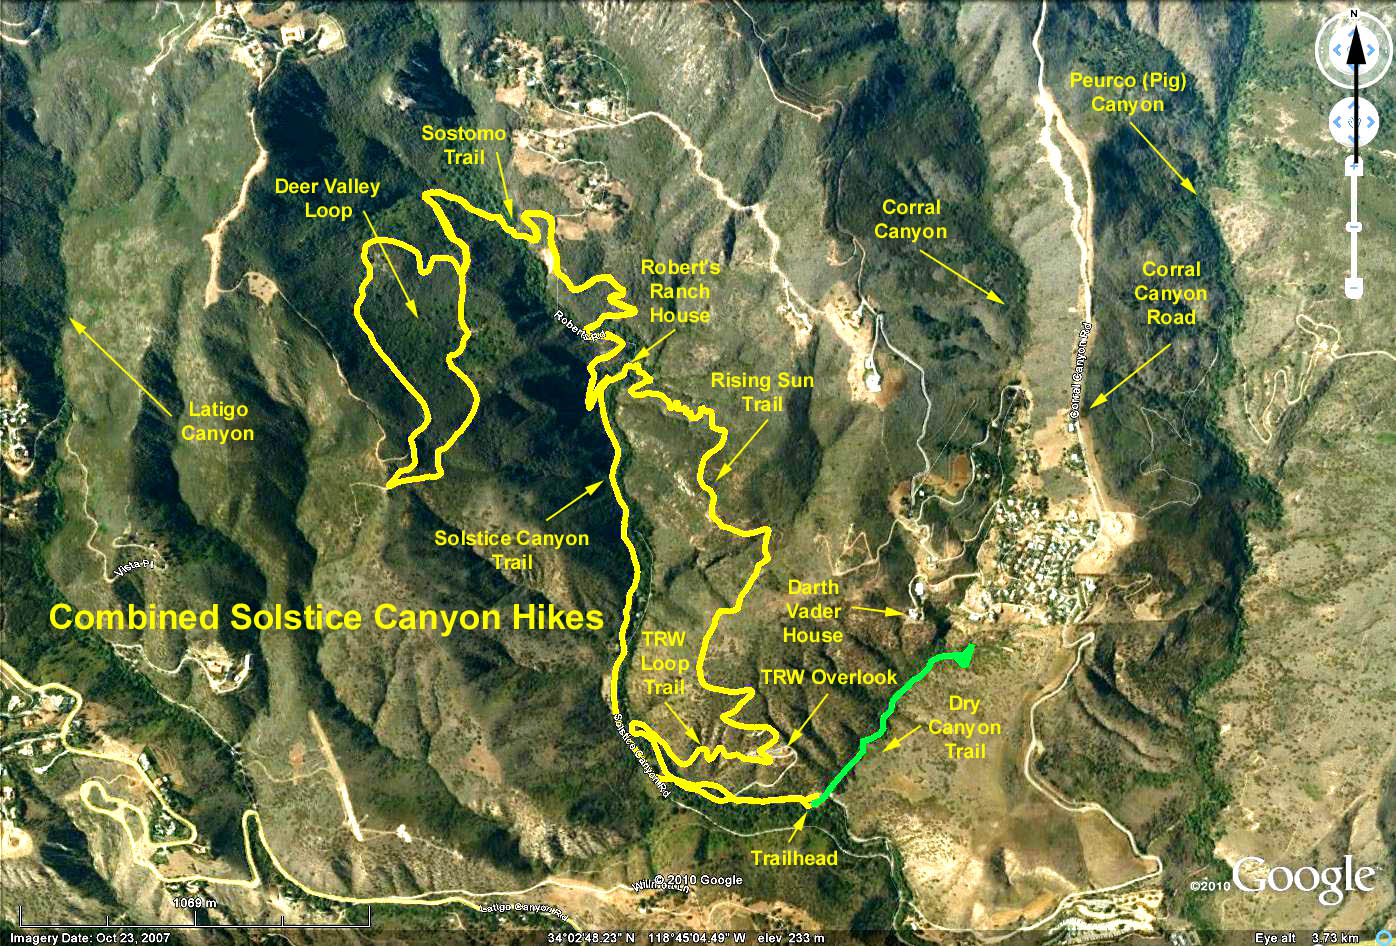 N
Peurco (Pig)
Canyon
Sostomo
Trail
Deer Valley
Loop
Corral
Canyon
Robert's
Ranch
House
Corral
Canyon
Road
Corral Canyon Rd
Rising Sun
Trail
Latigo
Canyon
Solstice Canyon
Trail
Vista Pl
Combined Solstice Canyon Hikes
Darth
Vader
House
TRW
Loop
Trail
TRW Overlook
Dry
Canyon
Trail
Solstice Canyon Rd
Trailhead
© 2010 Google
©2010 Google
1069 m
Latigo Canyon Rd
Imagery Date: Oct 23, 2007
34°02'48.23" N 118°45'04.49" W elev 233 m
Eye alt 3.73 km